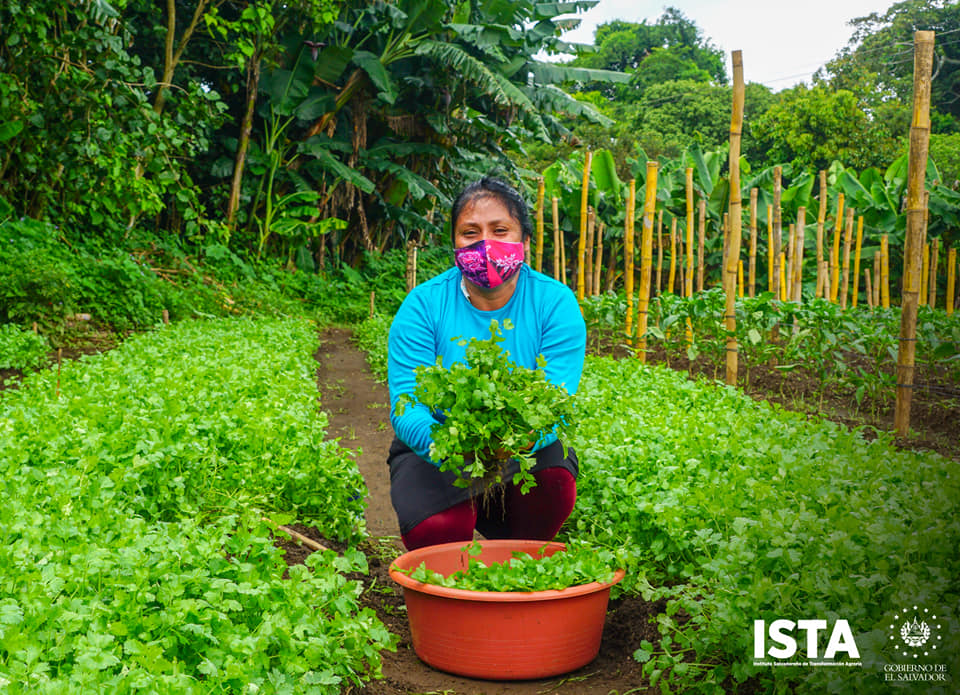 ISTA
Instituto Salvadoreño de Transformación Agraria
GOBIERNO DE
EL SALVADOR